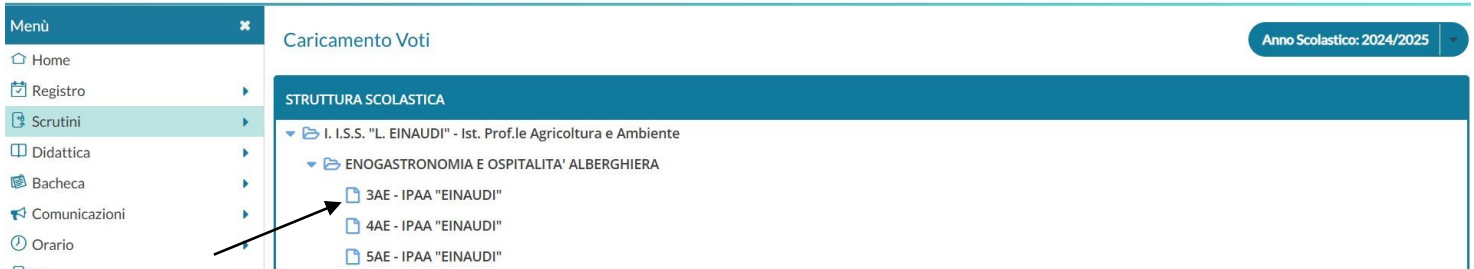 Menù
Home
Registro
Scrutini
Didattica
Bacheca
Comunicazioni
Orario
Caricamento Voti
Anno Scolastico: 2024/2025
STRUTTURA SCOLASTICA
I. I.S.S. "L. EINAUDI" - Ist. Prof.le Agricoltura e Ambiente
ENOGASTRONOMIA E OSPITALITA' ALBERGHIERA
3AE - IPAA "EINAUDI"
4AE - IPAA "EINAUDI"
5AE - IPAA "EINAUDI"